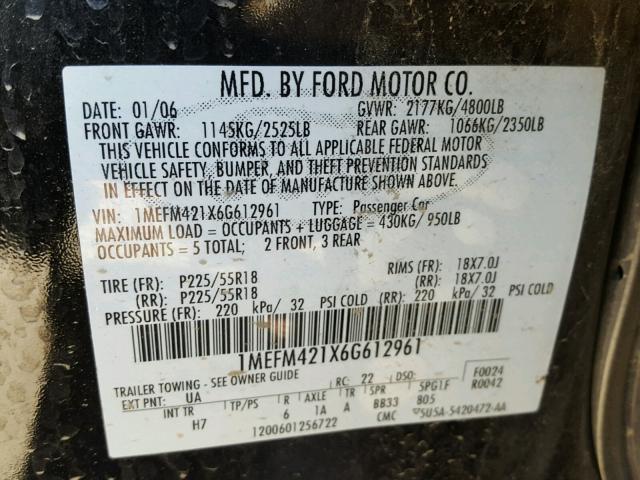 MFD. BY FORD MOTOR CO.
DATE: 01/06 GVWR: 2177KG/4800LB
FRONT GAWR: 1145KG/2525LB REAR GAWR: 1066KG/2350LB
THIS VEHICLE CONFORMS TO ALL APPLICABLE FEDERAL MOTOR
VEHICLE SAFETY, BUMPER, AND THEFT PREVENTION STANDARDS
IN EFFECT ON THE DATE OF MANUFACTURE SHOWN ABOVE.
VIN: 1MEFM421X6G612961 TYPE: Passenger Car
MAXIMUM LOAD = OCCUPANTS + LUGGAGE = 430KG/ 950LB
OCCUPANTS = 5 TOTAL; 2 FRONT, 3 REAR
TIRE (FR): P225/55R18 RIMS (FR): 18X7.0J
(RR): P225/55R18 (RR): 18X7.0J
PRESSURE (FR): 220 kPa/ 32 PSI COLD (RR): 220 kPa/ 32 PSI COLD
1MEFM421X6G612961
TRAILER TOWING - SEE OWNER GUIDE RC: 22 DSO: F0024
EXT PNT: UA R0042
INT TR TP/PS R AXLE TR SPR SPG1F
H7 6 1A A BB33 B05
1200601256722 CMC 5USA-5420472-AA